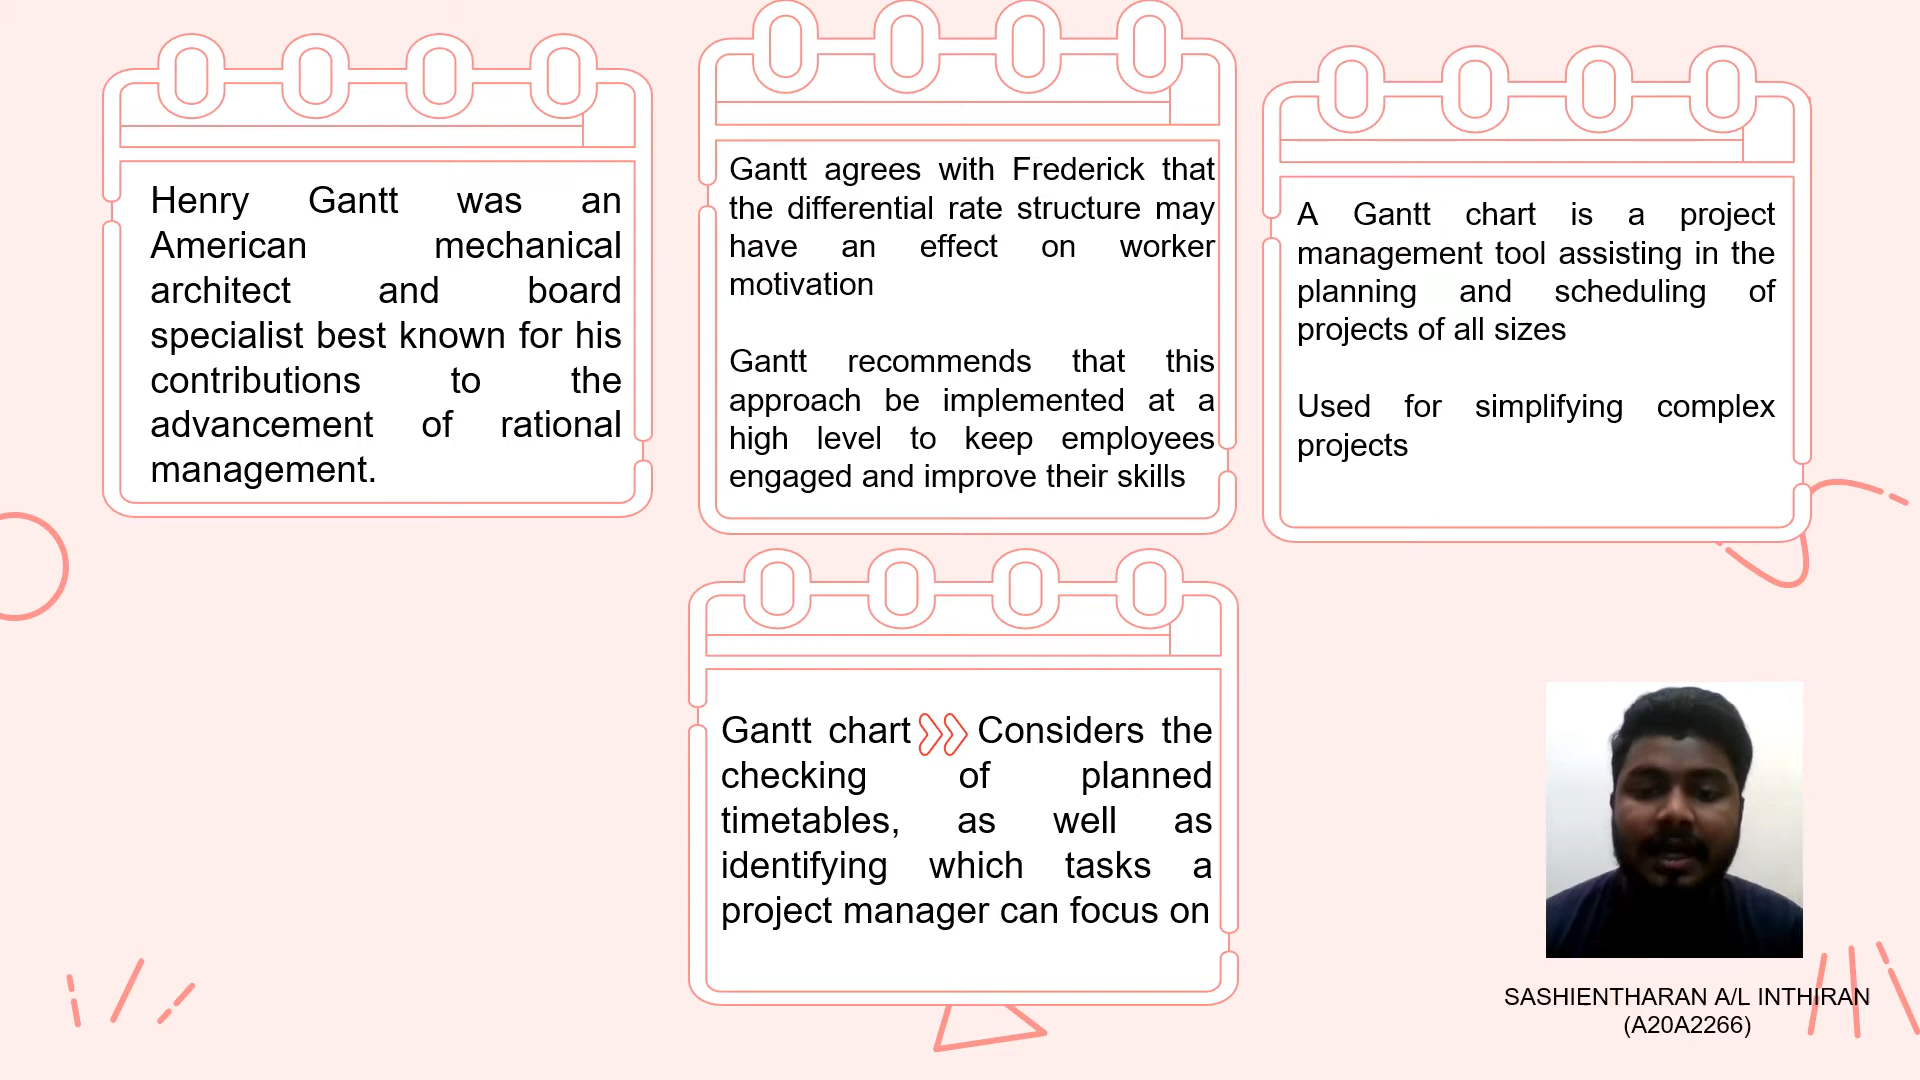 Henry Gantt was an
American mechanical
architect and board
specialist best known for his
contributions to the
advancement of rational
management.
Gantt agrees with Frederick that
the differential rate structure may
have an effect on worker
motivation
Gantt recommends that this
approach be implemented at a
high level to keep employees
engaged and improve their skills
A Gantt chart is a project
management tool assisting in the
planning and scheduling of
projects of all sizes
Used for simplifying complex
projects
Gantt chart Considers the
checking of planned
timetables, as well as
identifying which tasks a
project manager can focus on
SASHIENTHARAN A/L INTHIRAN
(A20A2266)